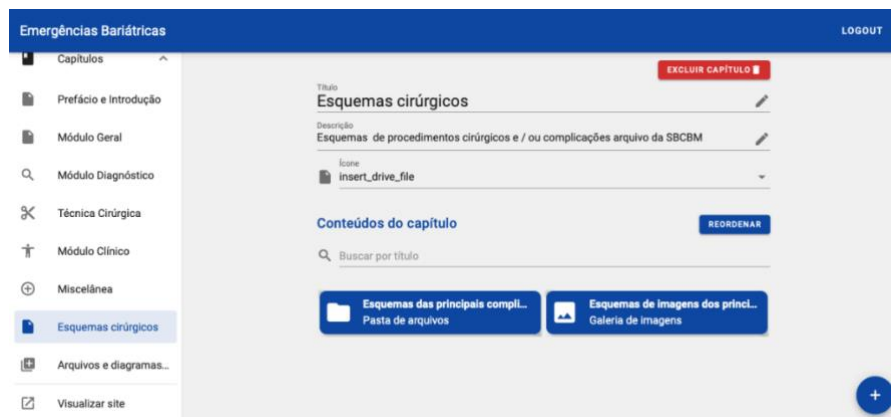 Emergências Bariátricas
LOGOUT
Capítulos
Prefácio e Introdução
Módulo Geral
Módulo Diagnóstico
Técnica Cirúrgica
Módulo Clínico
Miscelânea
Esquemas cirúrgicos
Arquivos e diagramas...
Visualizar site
EXCLUIR CAPÍTULO
Título
Esquemas cirúrgicos
Descrição
Esquemas de procedimentos cirúrgicos e / ou complicações arquivo da SBCBM
Ícone
insert_drive_file
Conteúdos do capítulo
REORDENAR
Buscar por título
Esquemas das principais compli...
Pasta de arquivos
Esquemas de imagens dos princi...
Galeria de imagens